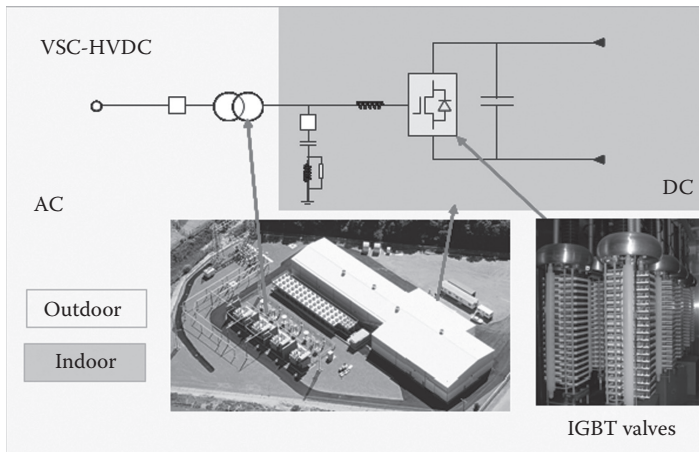 VSC-HVDC
AC
DC
Outdoor
Indoor
IGBT valves